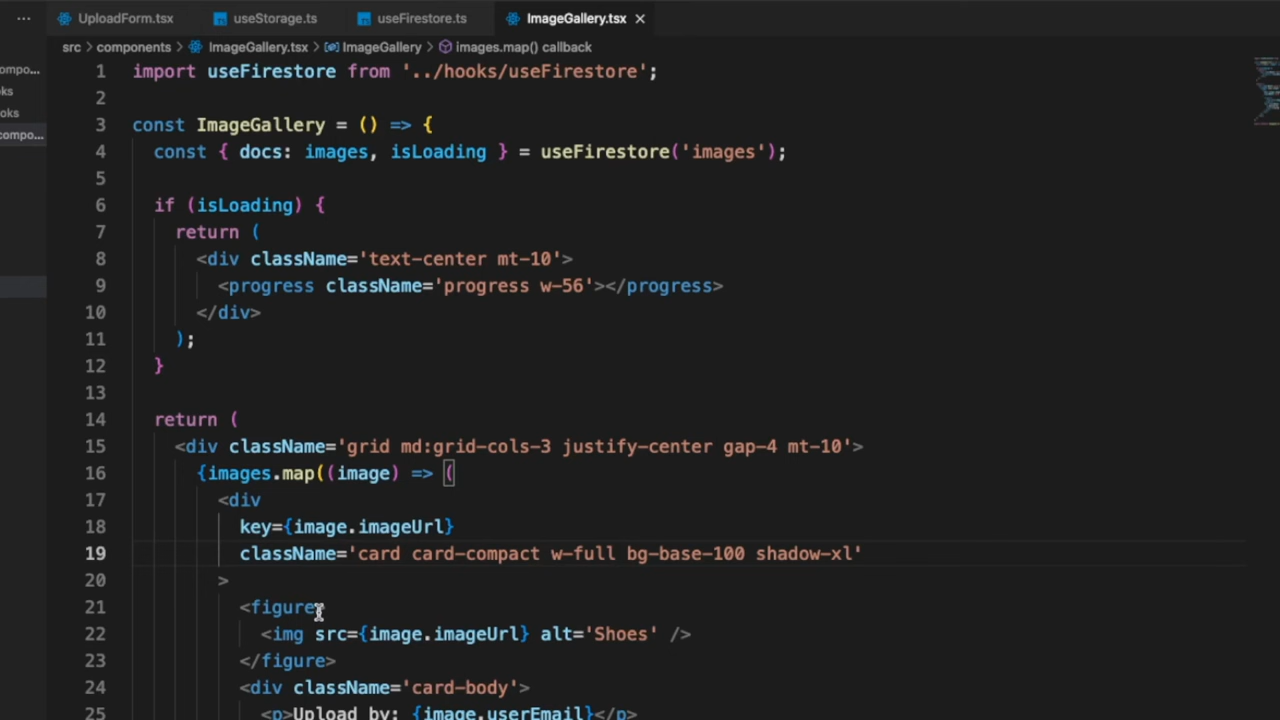 ... UploadForm.tsx useStorage.ts useFirestore.ts ImageGallery.tsx ×
src > components > ImageGallery.tsx > ImageGallery > images.map() callback
ompo...
ks
oks
compo...
1 import useFirestore from '../hooks/useFirestore';
2
3 const ImageGallery = () => {
4 const { docs: images, isLoading } = useFirestore('images');
5
6 if (isLoading) {
7 return (
8 <div className='text-center mt-10'>
9 <progress className='progress w-56'></progress>
10 </div>
11 );
12 }
13
14 return (
15 <div className='grid md:grid-cols-3 justify-center gap-4 mt-10'>
16 {images.map((image) => (
17 <div
18 key={image.imageUrl}
19 className='card card-compact w-full bg-base-100 shadow-xl'
20 >
21 <figure>
22 <img src={image.imageUrl} alt='Shoes' />
23 </figure>
24 <div className='card-body'>
25 <p>Upload by: {image.userEmail}</p>